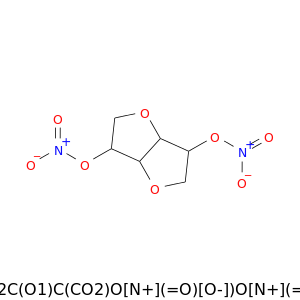 O
O
O O
N+ N+
O− O
O− 
O
2C(O1)C(CO2)O[N+](=O)[O-])O[N+](=